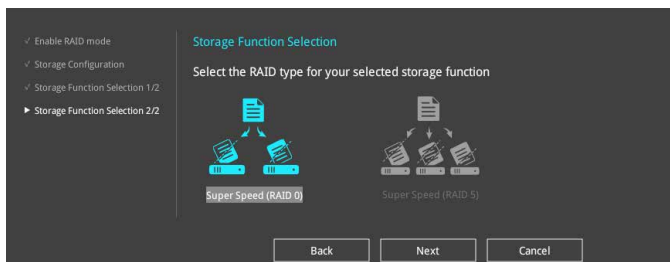 √ Enable RAID mode
√ Storage Configuration
√ Storage Function Selection 1/2
► Storage Function Selection 2/2
Storage Function Selection
Select the RAID type for your selected storage function
Super Speed (RAID 0)
Super Speed (RAID 5)
Back
Next
Cancel